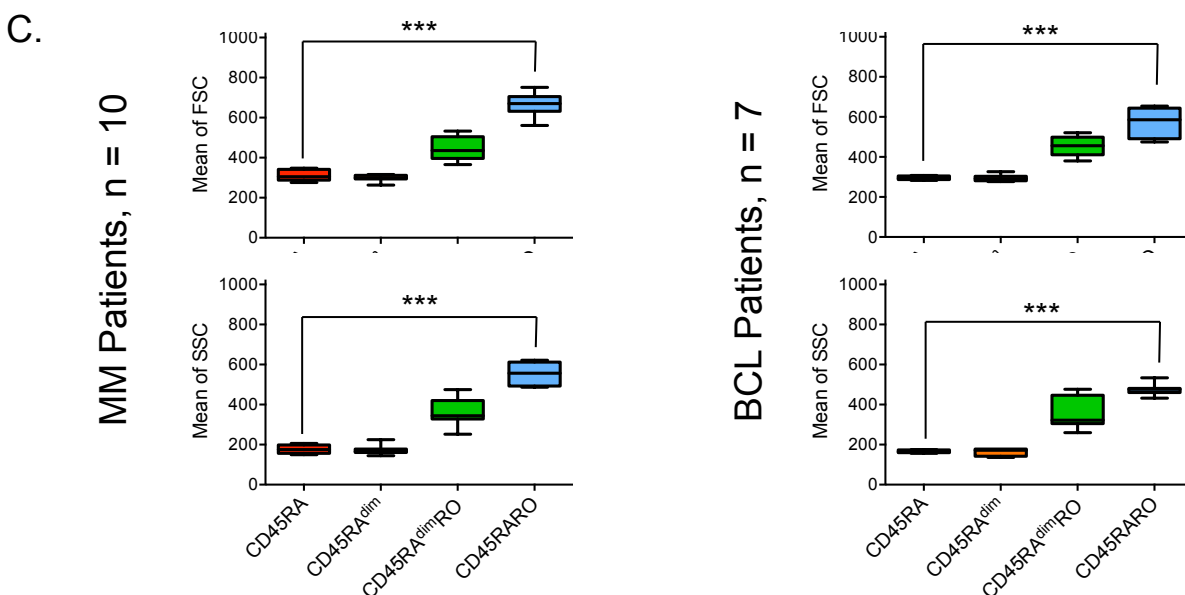 C.
MM Patients, n = 10
Mean of FSC
1000
800
600
400
200
0
***
Mean of SSC
1000
800
600
400
200
0
***
CD45RA
CD45RAdim
CD45RAdimRO
CD45RARO
BCL Patients, n = 7
Mean of FSC
1000
800
600
400
200
0
***
Mean of SSC
1000
800
600
400
200
0
***
CD45RA
CD45RAdim
CD45RAdimRO
CD45RARO